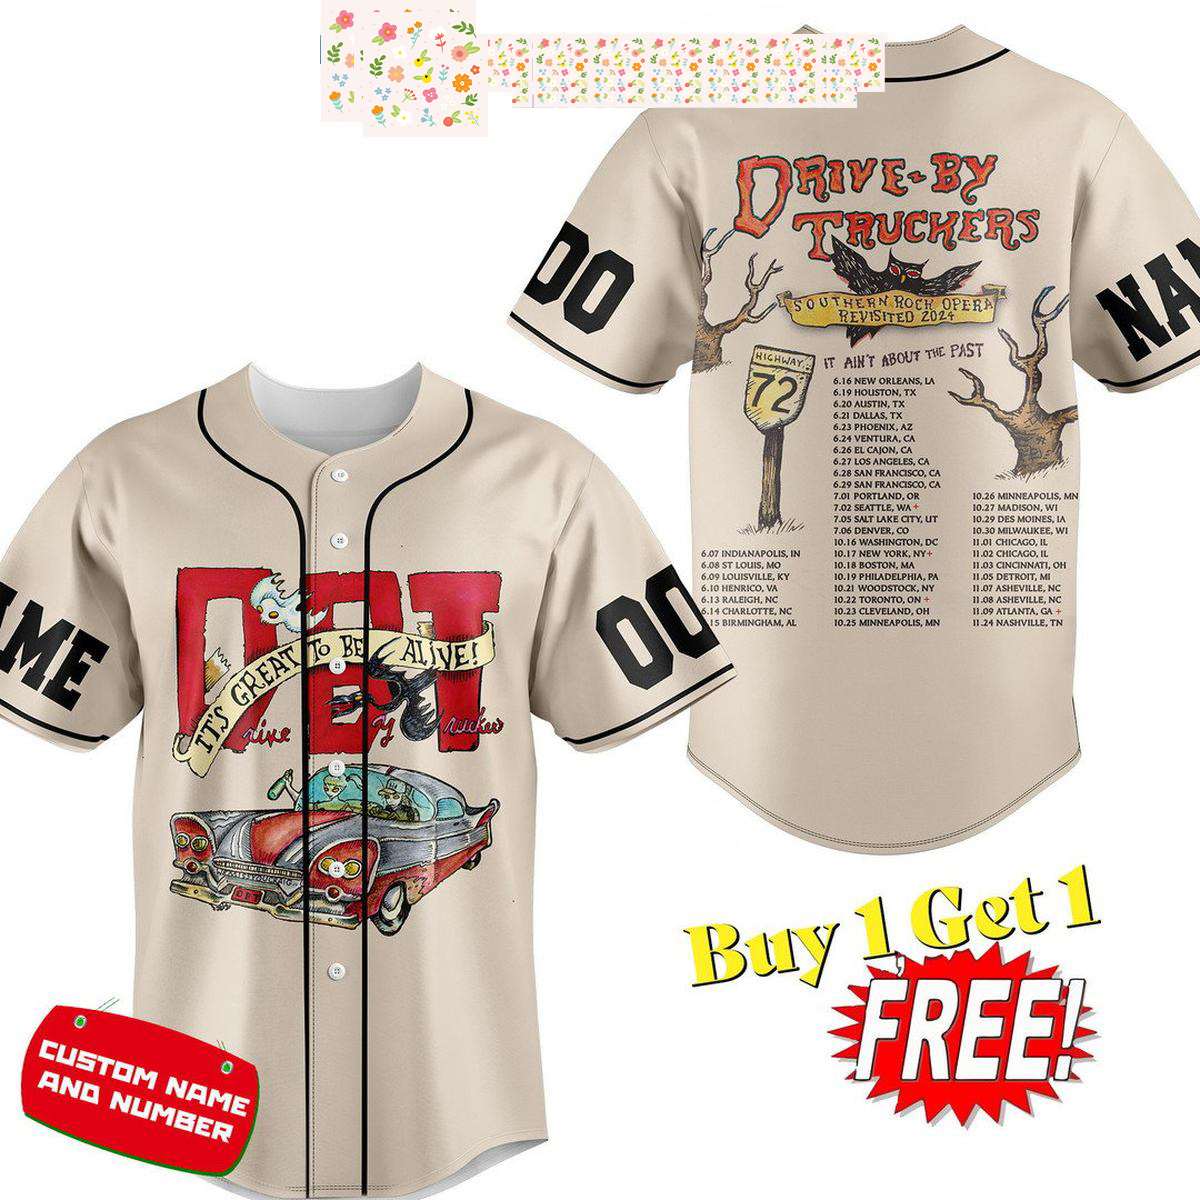 DRIVE-BY
TRUCKERS
SOUTHERN ROCK OPERA
REVISITED 2024
IT AIN'T ABOUT THE PAST
HIGHWAY
72
6.16 NEW ORLEANS, LA
6.19 HOUSTON, TX
6.20 AUSTIN, TX
6.21 DALLAS, TX
6.23 PHOENIX, AZ
6.24 VENTURA, CA
6.26 EL CAJON, CA
6.27 LOS ANGELES, CA
6.28 SAN FRANCISCO, CA
6.29 SAN FRANCISCO, CA
7.01 PORTLAND, OR
7.02 SEATTLE, WA +
7.05 SALT LAKE CITY, UT
7.06 DENVER, CO
10.16 WASHINGTON, DC
10.17 NEW YORK, NY+
10.18 BOSTON, MA
10.19 PHILADELPHIA, PA
10.21 WOODSTOCK, NY
10.22 TORONTO, ON +
10.23 CLEVELAND, OH
10.25 MINNEAPOLIS, MN
6.07 INDIANAPOLIS, IN
6.08 ST LOUIS, MO
6.09 LOUISVILLE, KY
6.10 HENRICO, VA
6.13 RALEIGH, NC
6.14 CHARLOTTE, NC
15 BIRMINGHAM, AL
10.26 MINNEAPOLIS, MN
10.27 MADISON, WI
10.29 DES MOINES, IA
10.30 MILWAUKEE, WI
11.01 CHICAGO, IL
11.02 CHICAGO, IL
11.03 CINCINNATI, OH
11.05 DETROIT, MI
11.07 ASHEVILLE, NC
11.08 ASHEVILLE, NC
11.09 ATLANTA, GA +
11.24 NASHVILLE, TN
00
NAM
AME
00
DBT
IT'S GREAT TO BE ALIVE!
Drive By Trucker
DBT
CUSTOM NAME
AND NUMBER
Buy 1 Get 1
FREE!